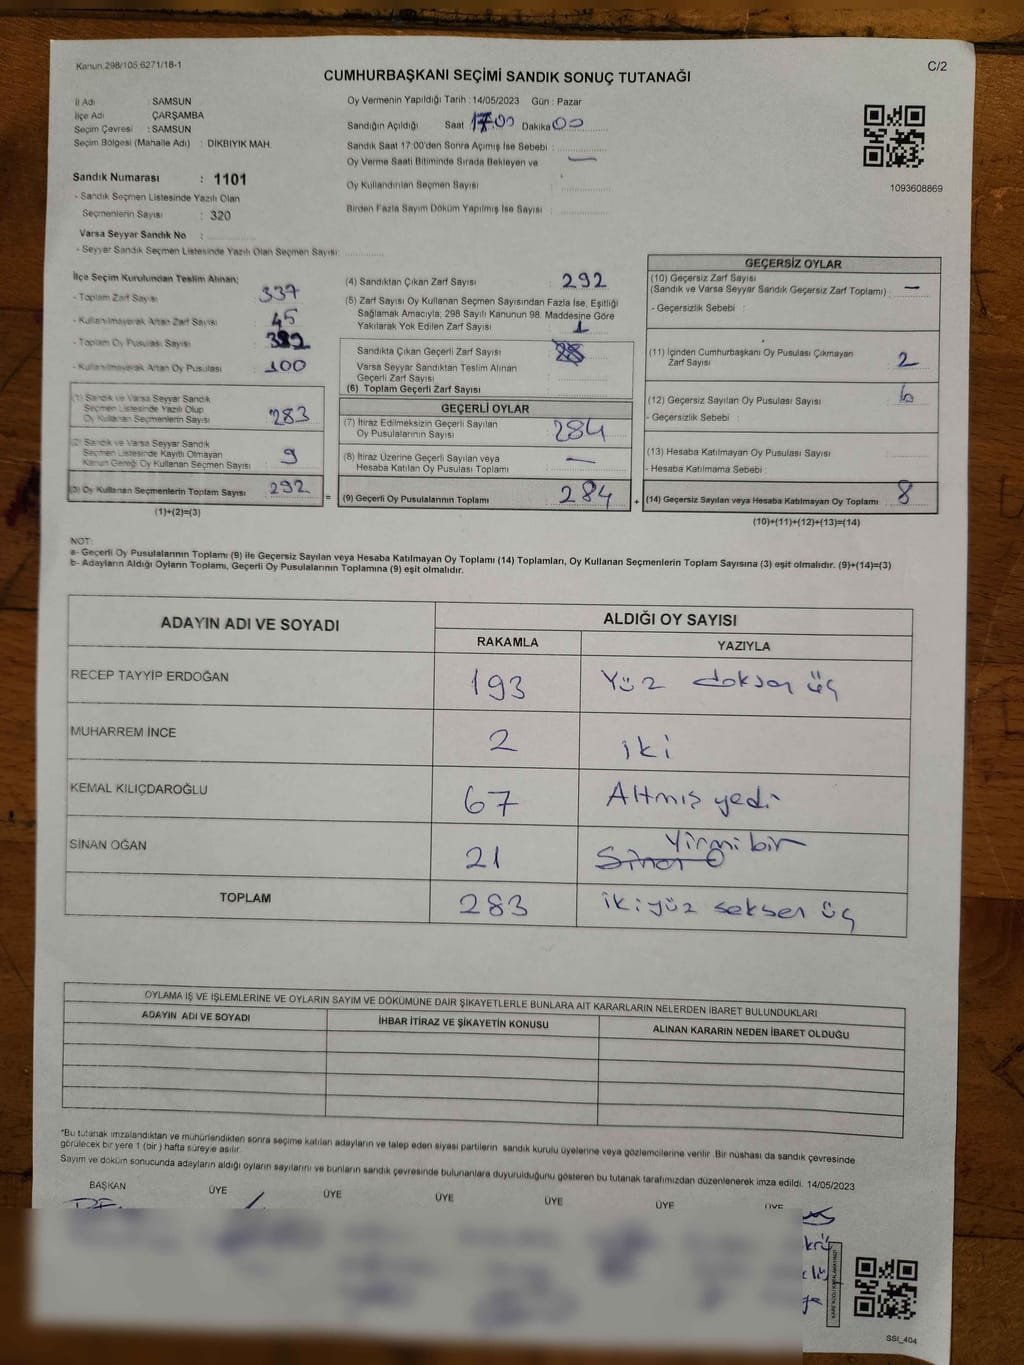 Kanun.298/105.6271/18-1
C/2
CUMHURBAŞKANI SEÇİMİ SANDIK SONUÇ TUTANAĞI
İl Adı SAMSUN
İlçe Adı ÇARŞAMBA
Seçim Çevresi : SAMSUN
Seçim Bölgesi (Mahalle Adı) : DİKBIYIK MAH.
Sandık Numarası : 1101
- Sandık Seçmen Listesinde Yazılı Olan
Seçmenlerin Sayısı : 320
Varsa Seyyar Sandık No :
- Seyyar Sandık Seçmen Listesinde Yazılı Olan Seçmen Sayısı:
Oy Vermenin Yapıldığı Tarih : 14/05/2023 Gün : Pazar
Sandığın Açıldığı Saat 17.00 Dakika 00
Sandık Saat 17:00'den Sonra Açımış İse Sebebi :
Oy Verme Saati Bitiminde Sırada Bekleyen ve —
Oy Kullandırılan Seçmen Sayısı :
Birden Fazla Sayım Döküm Yapılmış İse Sayısı :
1093608869
İlçe Seçim Kurulundan Teslim Alınan;
- Toplam Zarf Sayısı 337
- Kullanılmayarak Artan Zarf Sayısı : 45
- Toplam Oy Pusulası Sayısı
- Kullanılmayarak Artan Oy Pusulası : 100
(1) Sandık ve Varsa Seyyar Sandık
Seçmen Listesinde Yazılı Olup
Oy Kullanan Seçmenlerin Sayısı : 283
(2) Sandık ve Varsa Seyyar Sandık
Seçmen Listesinde Kayıtlı Olmayan
Kanun Gereği Oy Kullanan Seçmen Sayısı : 9
(3) Oy Kullanan Seçmenlerin Toplam Sayısı : 292
(1)+(2)=(3)
(4) Sandıktan Çıkan Zarf Sayısı : 292
(5) Zarf Sayısı Oy Kullanan Seçmen Sayısından Fazla İse, Eşitliği
Sağlamak Amacıyla; 298 Sayılı Kanunun 98. Maddesine Göre
Yakılarak Yok Edilen Zarf Sayısı : 1
Sandıkta Çıkan Geçerli Zarf Sayısı :
Varsa Seyyar Sandıktan Teslim Alınan
Geçerli Zarf Sayısı :
(6) Toplam Geçerli Zarf Sayısı
GEÇERLİ OYLAR
(7) İtiraz Edilmeksizin Geçerli Sayılan
Oy Pusulalarının Sayısı : 284
(8) İtiraz Üzerine Geçerli Sayılan veya
Hesaba Katılan Oy Pusulası Toplamı : —
= (9) Geçerli Oy Pusulalarının Toplamı : 284
GEÇERSİZ OYLAR
(10) Geçersiz Zarf Sayısı
(Sandık ve Varsa Seyyar Sandık Geçersiz Zarf Toplamı) : —
- Geçersizlik Sebebi :
(11) İçinden Cumhurbaşkanı Oy Pusulası Çıkmayan
Zarf Sayısı : 2
(12) Geçersiz Sayılan Oy Pusulası Sayısı : 6
- Geçersizlik Sebebi :
(13) Hesaba Katılmayan Oy Pusulası Sayısı :
- Hesaba Katılmama Sebebi :
+ (14) Geçersiz Sayılan veya Hesaba Katılmayan Oy Toplamı : 8
(10)+(11)+(12)+(13)=(14)
NOT:
a- Geçerli Oy Pusulalarının Toplamı (9) ile Geçersiz Sayılan veya Hesaba Katılmayan Oy Toplamı (14) Toplamları, Oy Kullanan Seçmenlerin Toplam Sayısına (3) eşit olmalıdır. (9)+(14)=(3)
b- Adayların Aldığı Oyların Toplamı, Geçerli Oy Pusulalarının Toplamına (9) eşit olmalıdır.
ADAYIN ADI VE SOYADI
ALDIĞI OY SAYISI
RAKAMLA YAZIYLA
RECEP TAYYİP ERDOĞAN 193 Yüz doksan üç
MUHARREM İNCE 2 iki
KEMAL KILIÇDAROĞLU 67 Altmış yedi
SİNAN OĞAN 21 Sinan O Yirmi bir
TOPLAM 283 ikiyüz seksen üç
OYLAMA İŞ VE İŞLEMLERİNE VE OYLARIN SAYIM VE DÖKÜMÜNE DAİR ŞİKAYETLERLE BUNLARA AİT KARARLARIN NELERDEN İBARET BULUNDUKLARI
ADAYIN ADI VE SOYADI İHBAR İTİRAZ VE ŞİKAYETİN KONUSU ALINAN KARARIN NEDEN İBARET OLDUĞU
*Bu tutanak imzalandıktan ve mühürlendikten sonra seçime katılan adayların ve talep eden siyasi partilerin sandık kurulu üyelerine veya gözlemcilerine verilir. Bir nüshası da sandık çevresinde
görülecek bir yere 1 (bir ) hafta süreyle asılır.
Sayım ve döküm sonucunda adayların aldığı oyların sayılarını ve bunların sandık çevresinde bulunanlara duyurulduğunu gösteren bu tutanak tarafımızdan düzenlenerek imza edildi. 14/05/2023
BAŞKAN ÜYE ÜYE ÜYE ÜYE ÜYE ÜYE
SSI_404